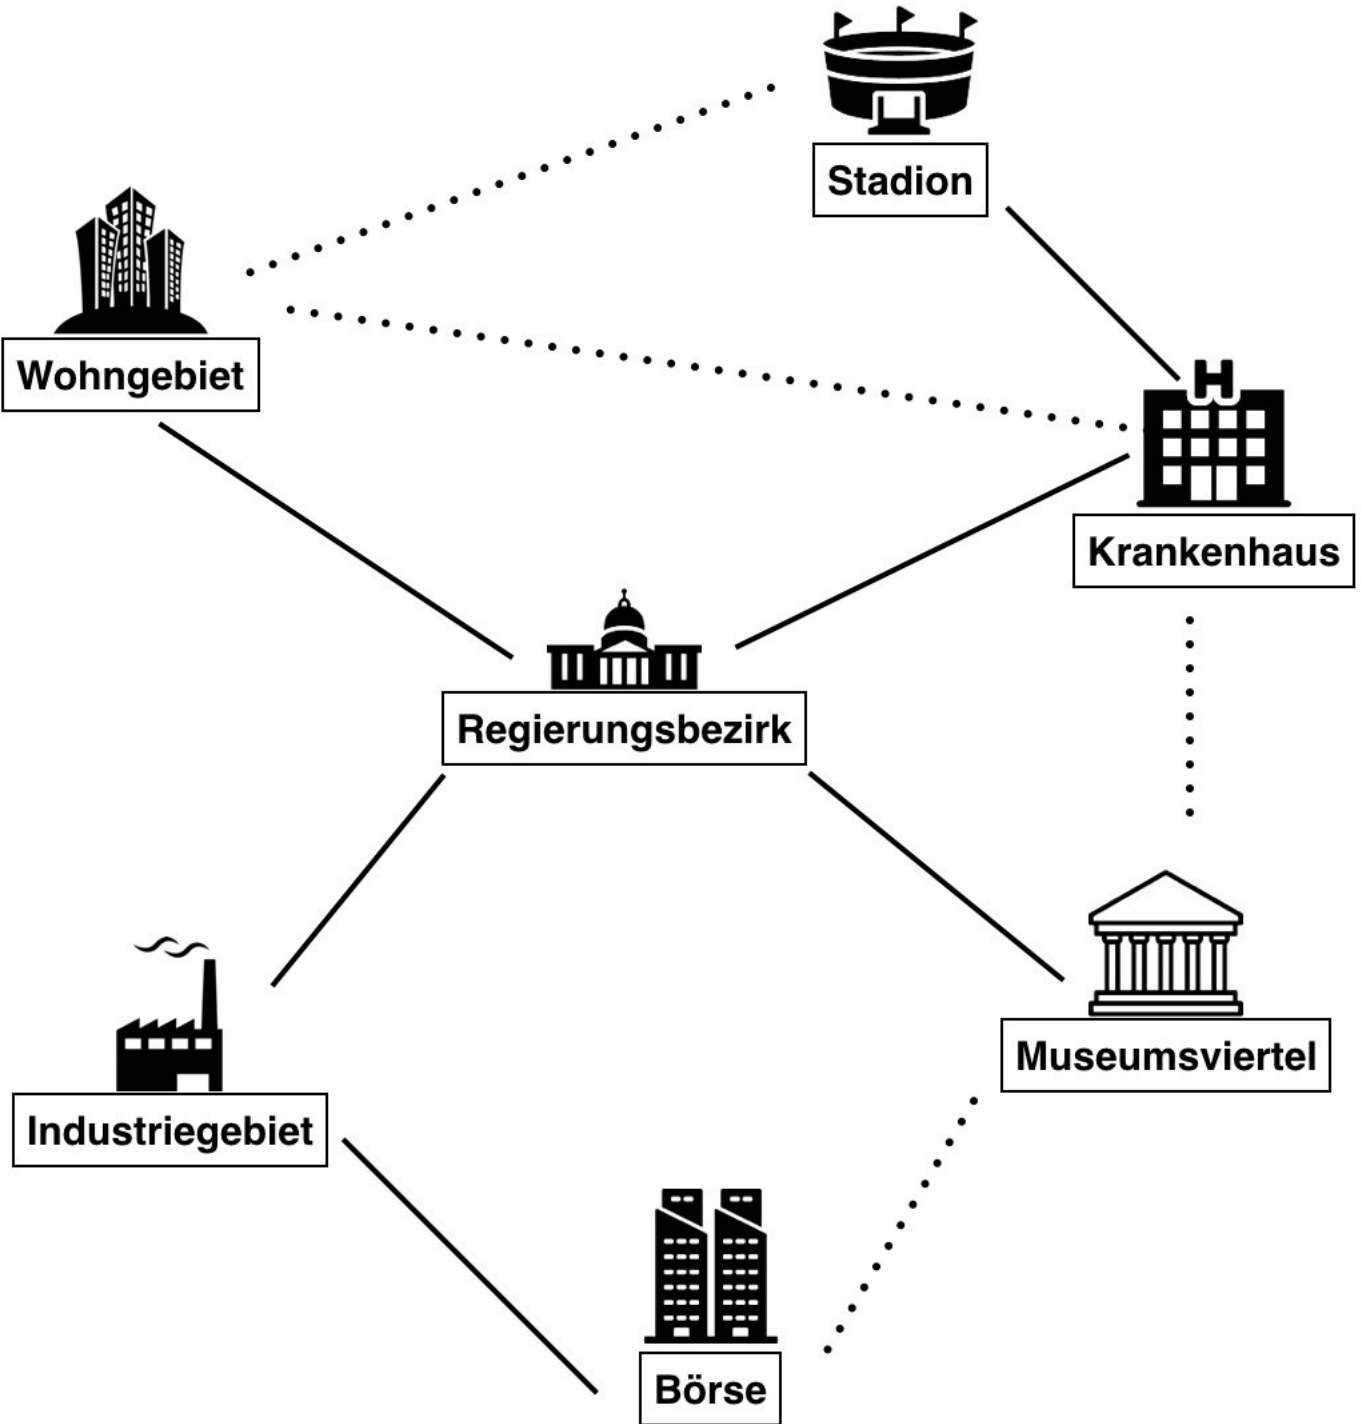 Stadion
Wohngebiet
Krankenhaus
Regierungsbezirk
Museumsviertel
Industriegebiet
Börse